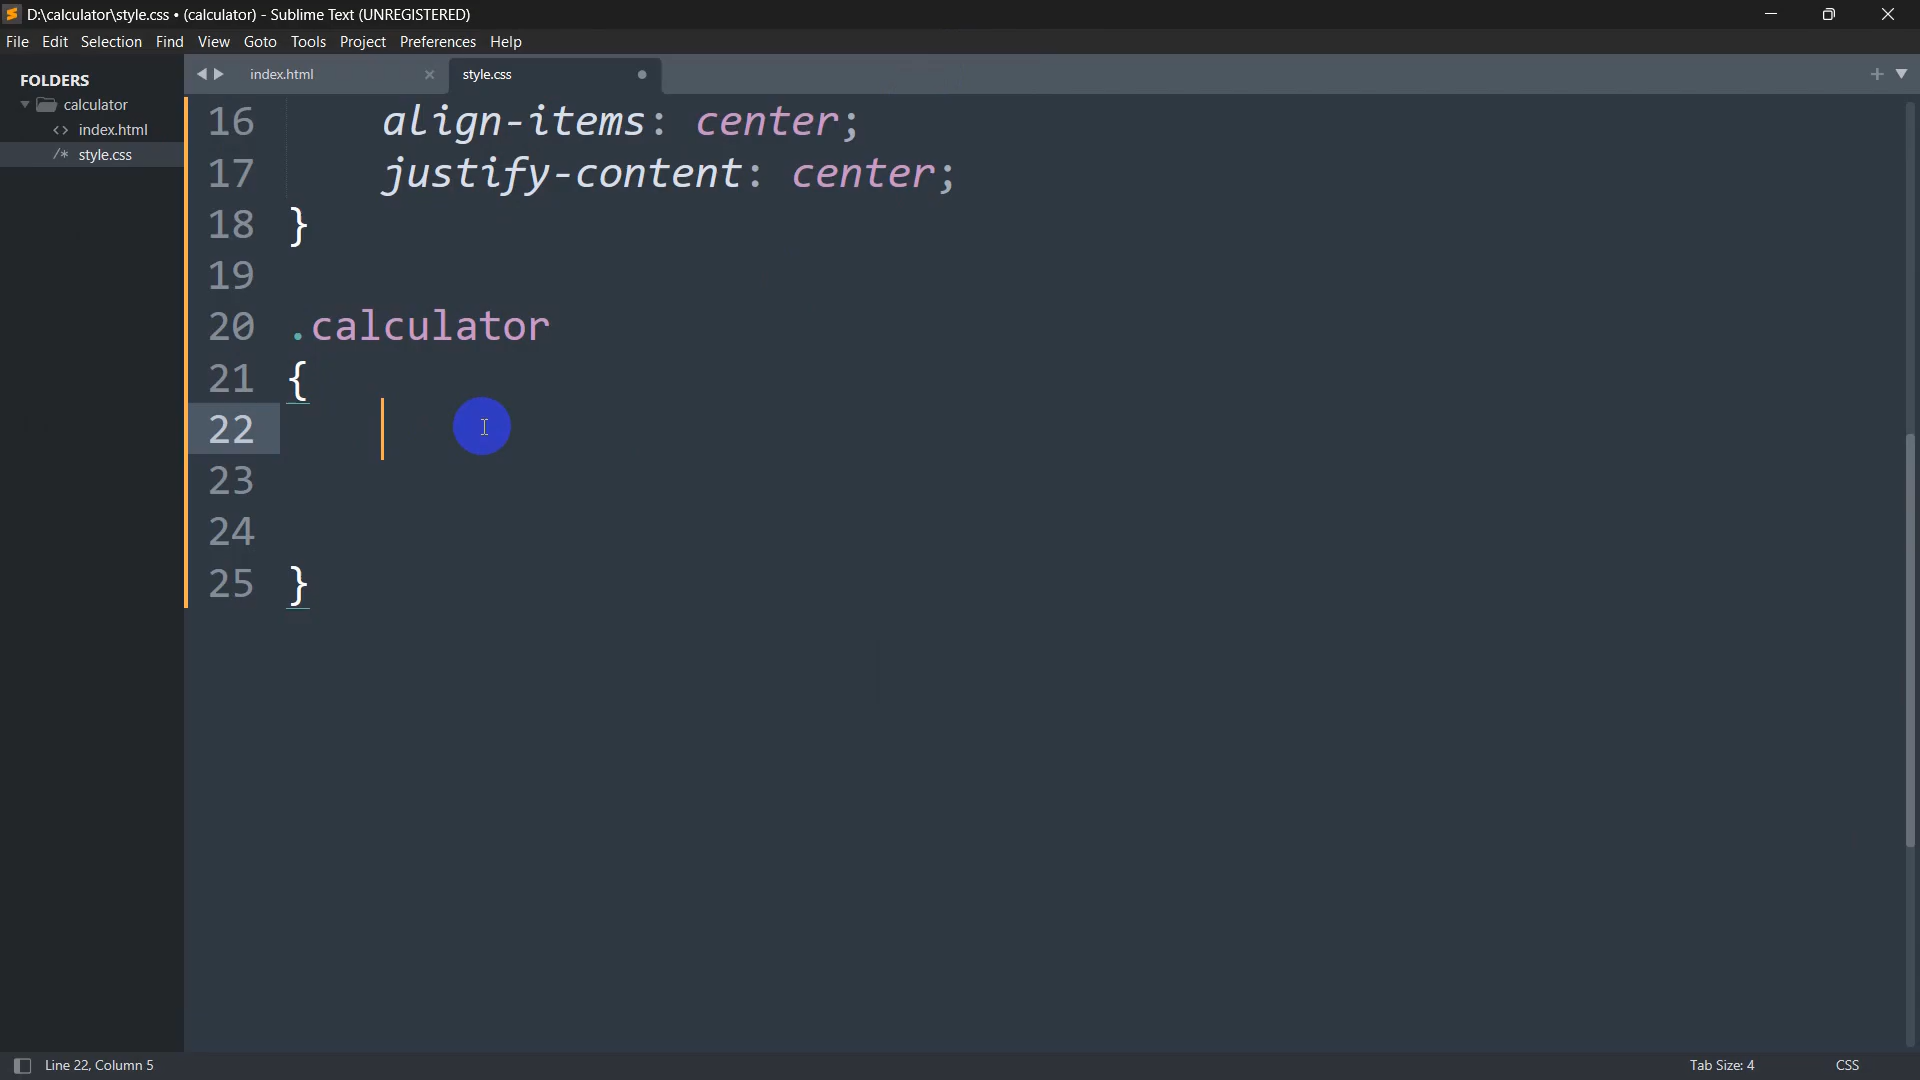 D:\calculator\style.css • (calculator) - Sublime Text (UNREGISTERED)
File Edit Selection Find View Goto Tools Project Preferences Help
FOLDERS
calculator
<> index.html
/* style.css
index.html
style.css
16 align-items: center;
17 justify-content: center;
18 }
19
20 .calculator
21 {
22
23
24
25 }
Line 22, Column 5
Tab Size: 4
CSS